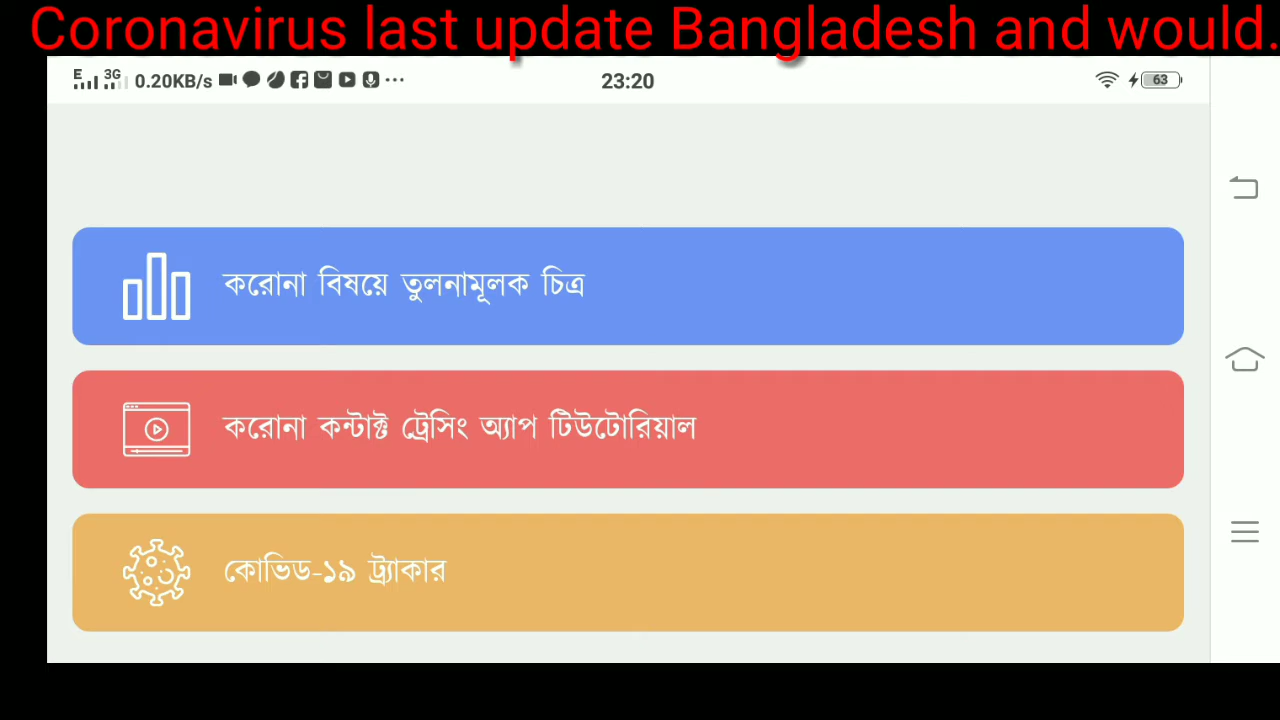 Coronavirus last update Bangladesh and would.
E 3G 0.20KB/s 23:20 63
করোনা বিষয়ে তুলনামূলক চিত্র
করোনা কন্টাক্ট ট্রেসিং অ্যাপ টিউটোরিয়াল
কোভিড-১৯ ট্র্যাকার